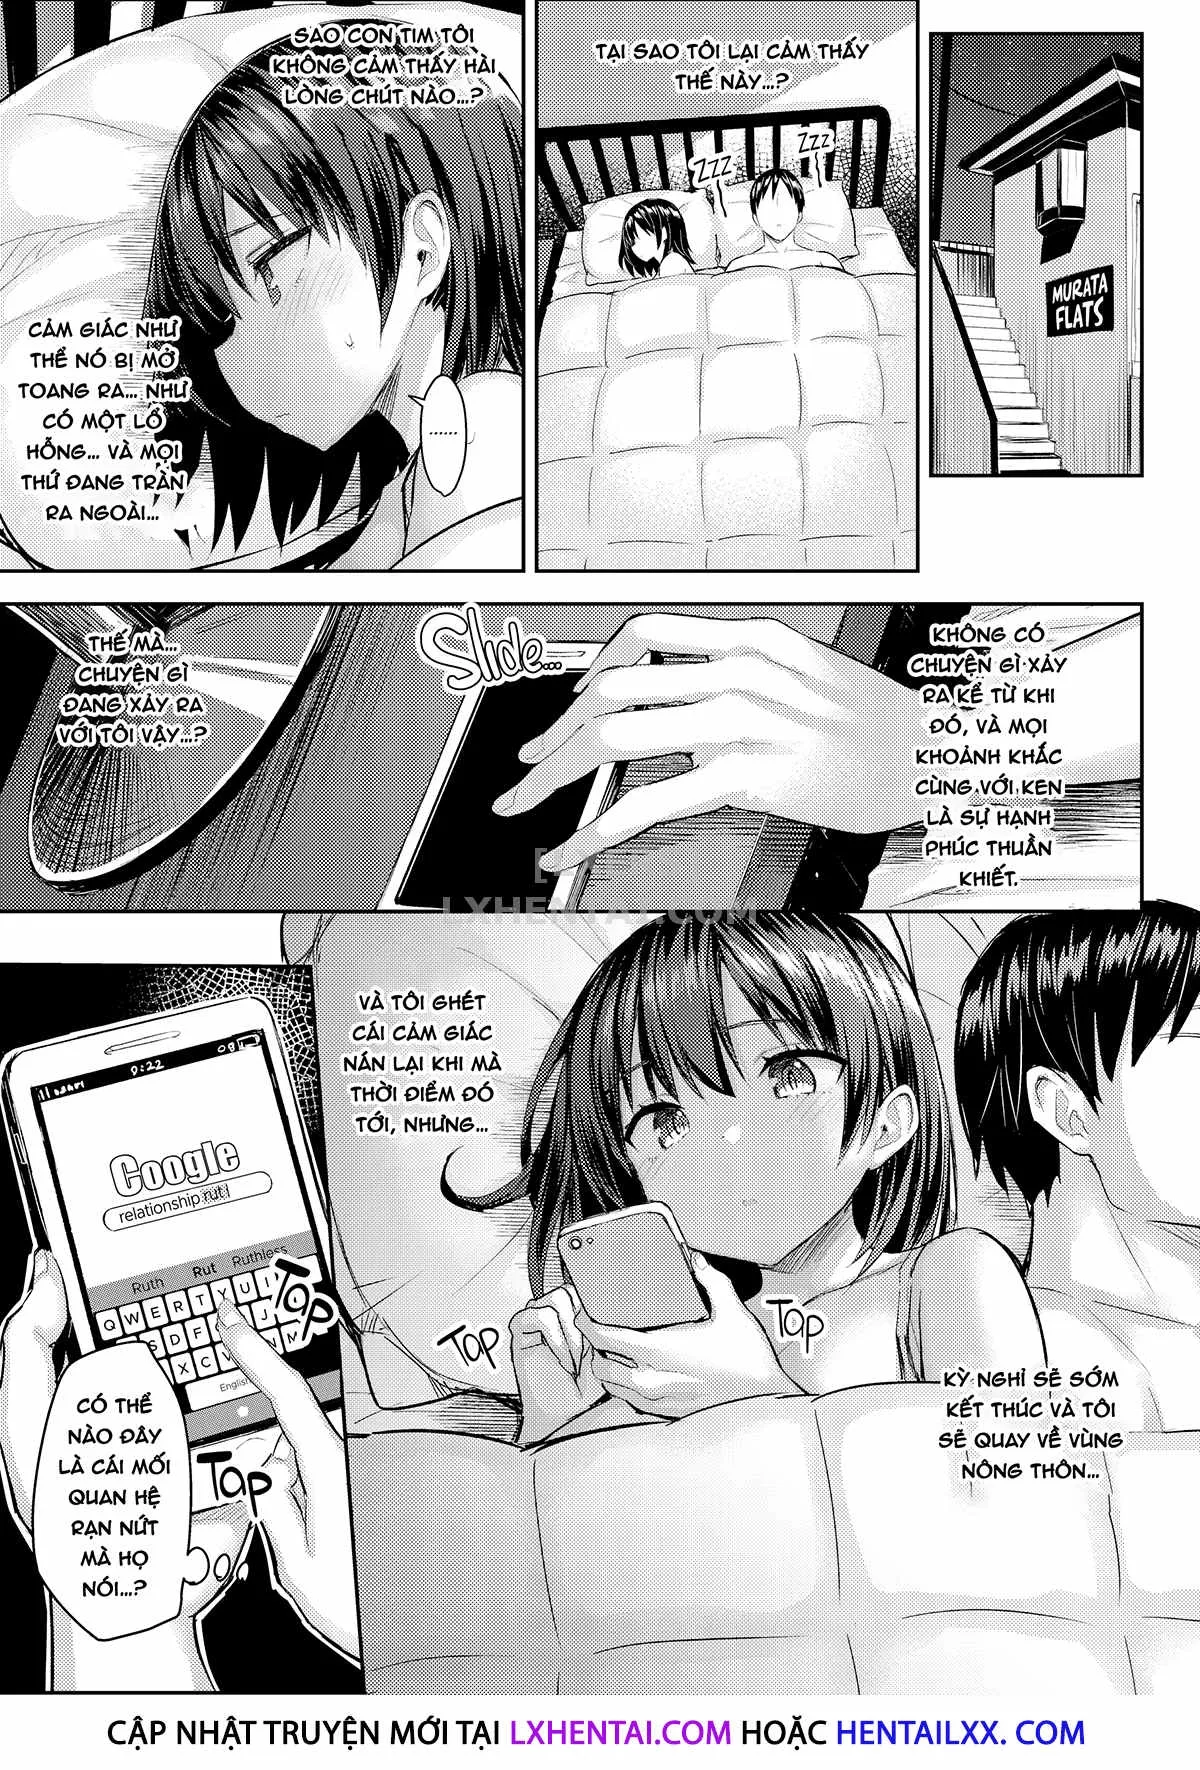 MURATA
FLATS
TẠI SAO TÔI LẠI CẢM THẤY
THẾ NÀY...?
ZZZ
ZZZ
SAO CON TIM TÔI
KHÔNG CẢM THẤY HÀI
LÒNG CHÚT NÀO...?
.......
CẢM GIÁC NHƯ
THỂ NÓ BỊ MỞ
TOANG RA... NHƯ
CÓ MỘT LỖ
HỔNG... VÀ MỌI
THỨ ĐANG TRÀN
RA NGOÀI...
KHÔNG CÓ
CHUYỆN GÌ XẢY
RA KỂ TỪ KHI
ĐÓ, VÀ MỌI
KHOẢNH KHẮC
CÙNG VỚI KEN
LÀ SỰ HẠNH
PHÚC THUẦN
KHIẾT.
Slide...
THẾ MÀ...
CHUYỆN GÌ
ĐANG XẢY RA
VỚI TÔI VẬY...?
LXHENTAI.COM
VÀ TÔI GHÉT
CÁI CẢM GIÁC
NÁN LẠI KHI MÀ
THỜI ĐIỂM ĐÓ
TỚI, NHƯNG...
TAP
TAP
KỲ NGHỈ SẼ SỚM
KẾT THÚC VÀ TÔI
SẼ QUAY VỀ VÙNG
NÔNG THÔN...
9:22
Coogle
relationship rut
Ruth Rut Ruthless
Q W E R T Y U I
S D F J
X C V N M
English
TAP
TAP
CÓ THỂ
NÀO ĐÂY
LÀ CÁI MỐI
QUAN HỆ
RẠN NỨT
MÀ HỌ
NÓI...?
CẬP NHẬT TRUYỆN MỚI TẠI LXHENTAI.COM HOẶC HENTAILXX. COM